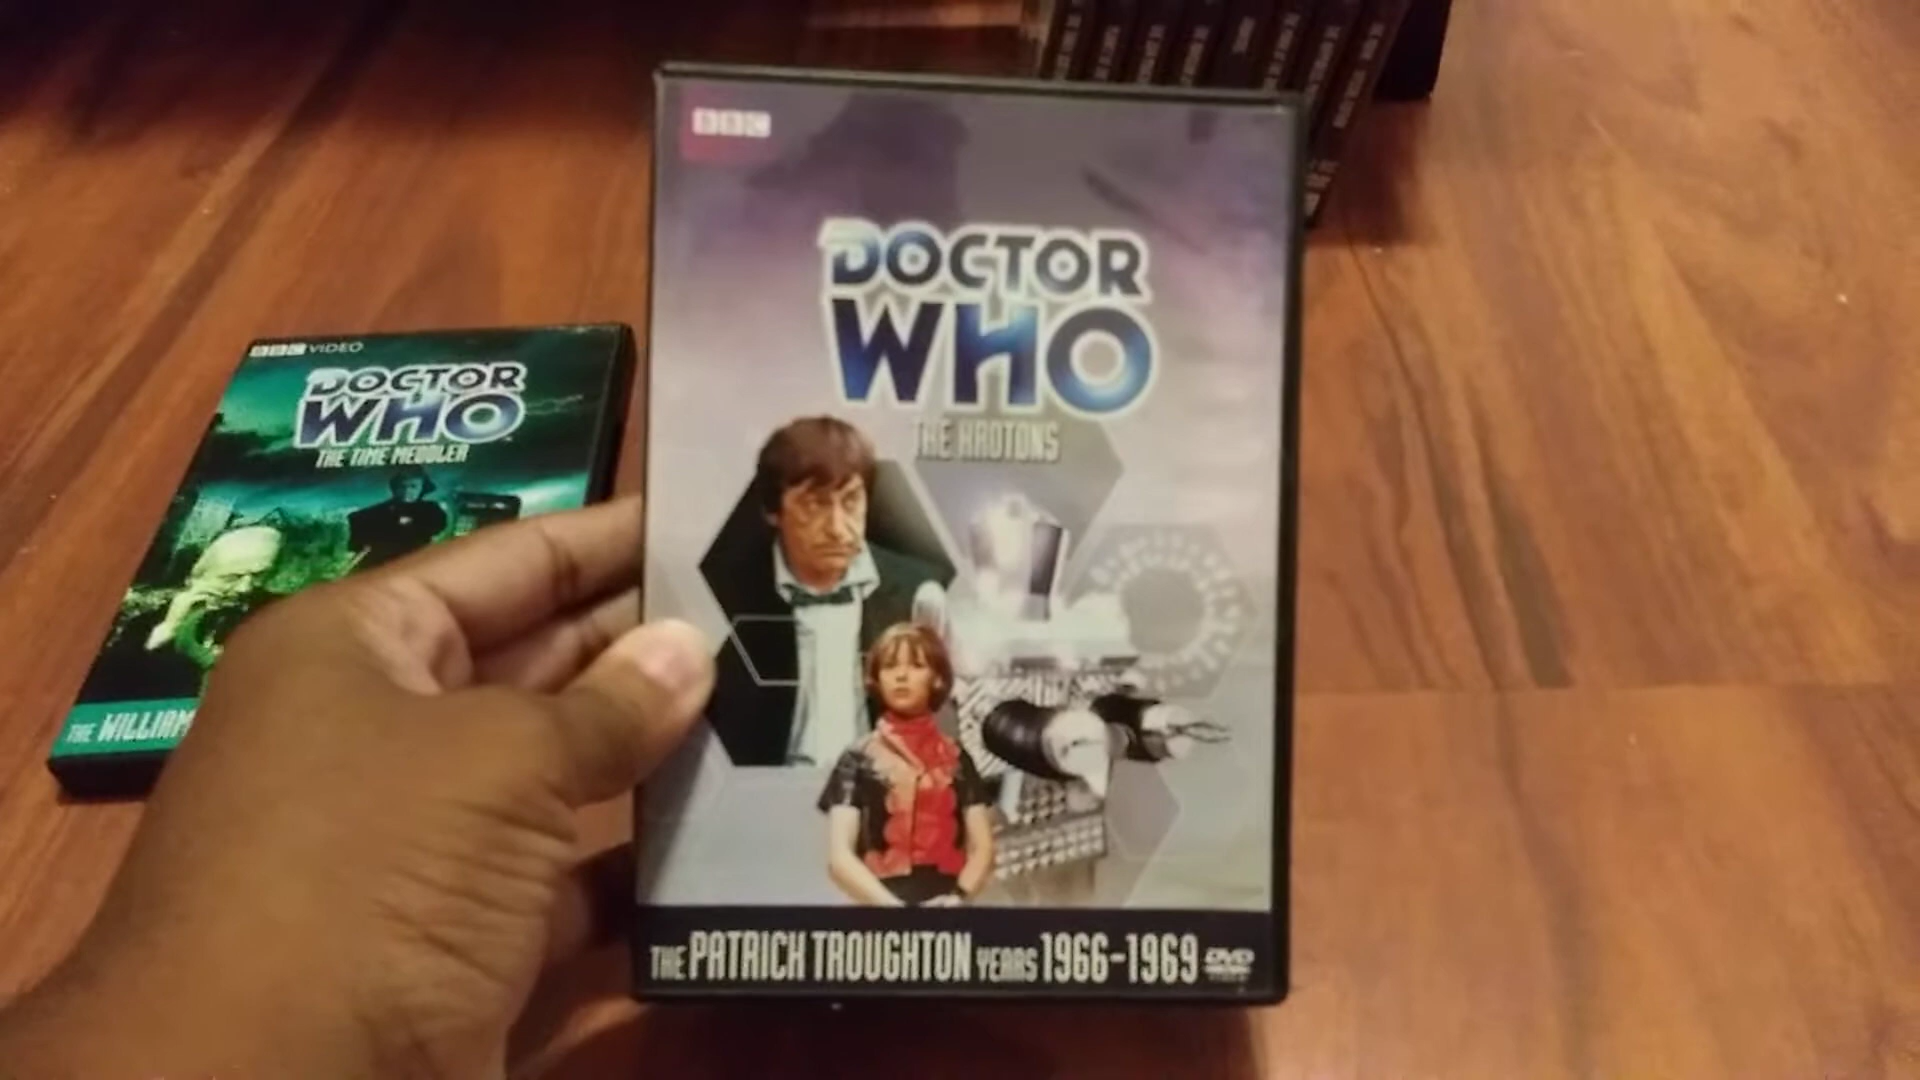 BBC
DOCTOR
WHO
THE KROTONS
THE PATRICK TROUGHTON YEARS 1966-1969 DVD
BBC VIDEO
DOCTOR
WHO
THE TIME MEDDLER
THE WILLIAM